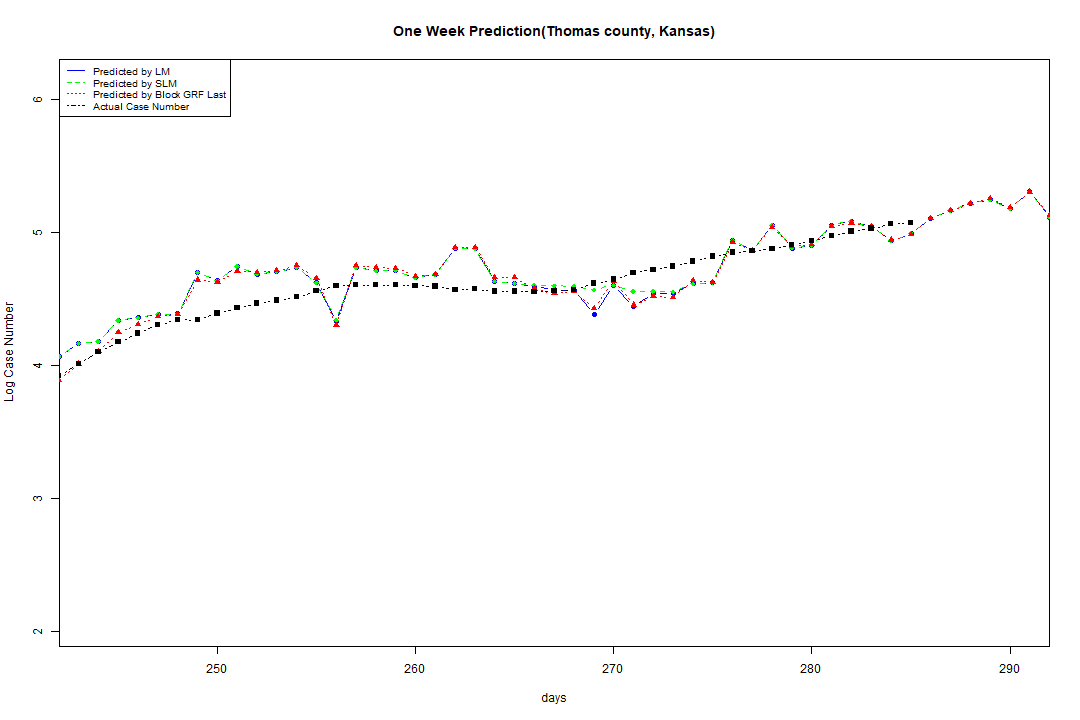 One Week Prediction(Thomas county, Kansas)
Predicted by LM
Predicted by SLM
Predicted by Block GRF Last
Actual Case Number
6
5
4
3
2
Log Case Number
250 260 270 280 290
days